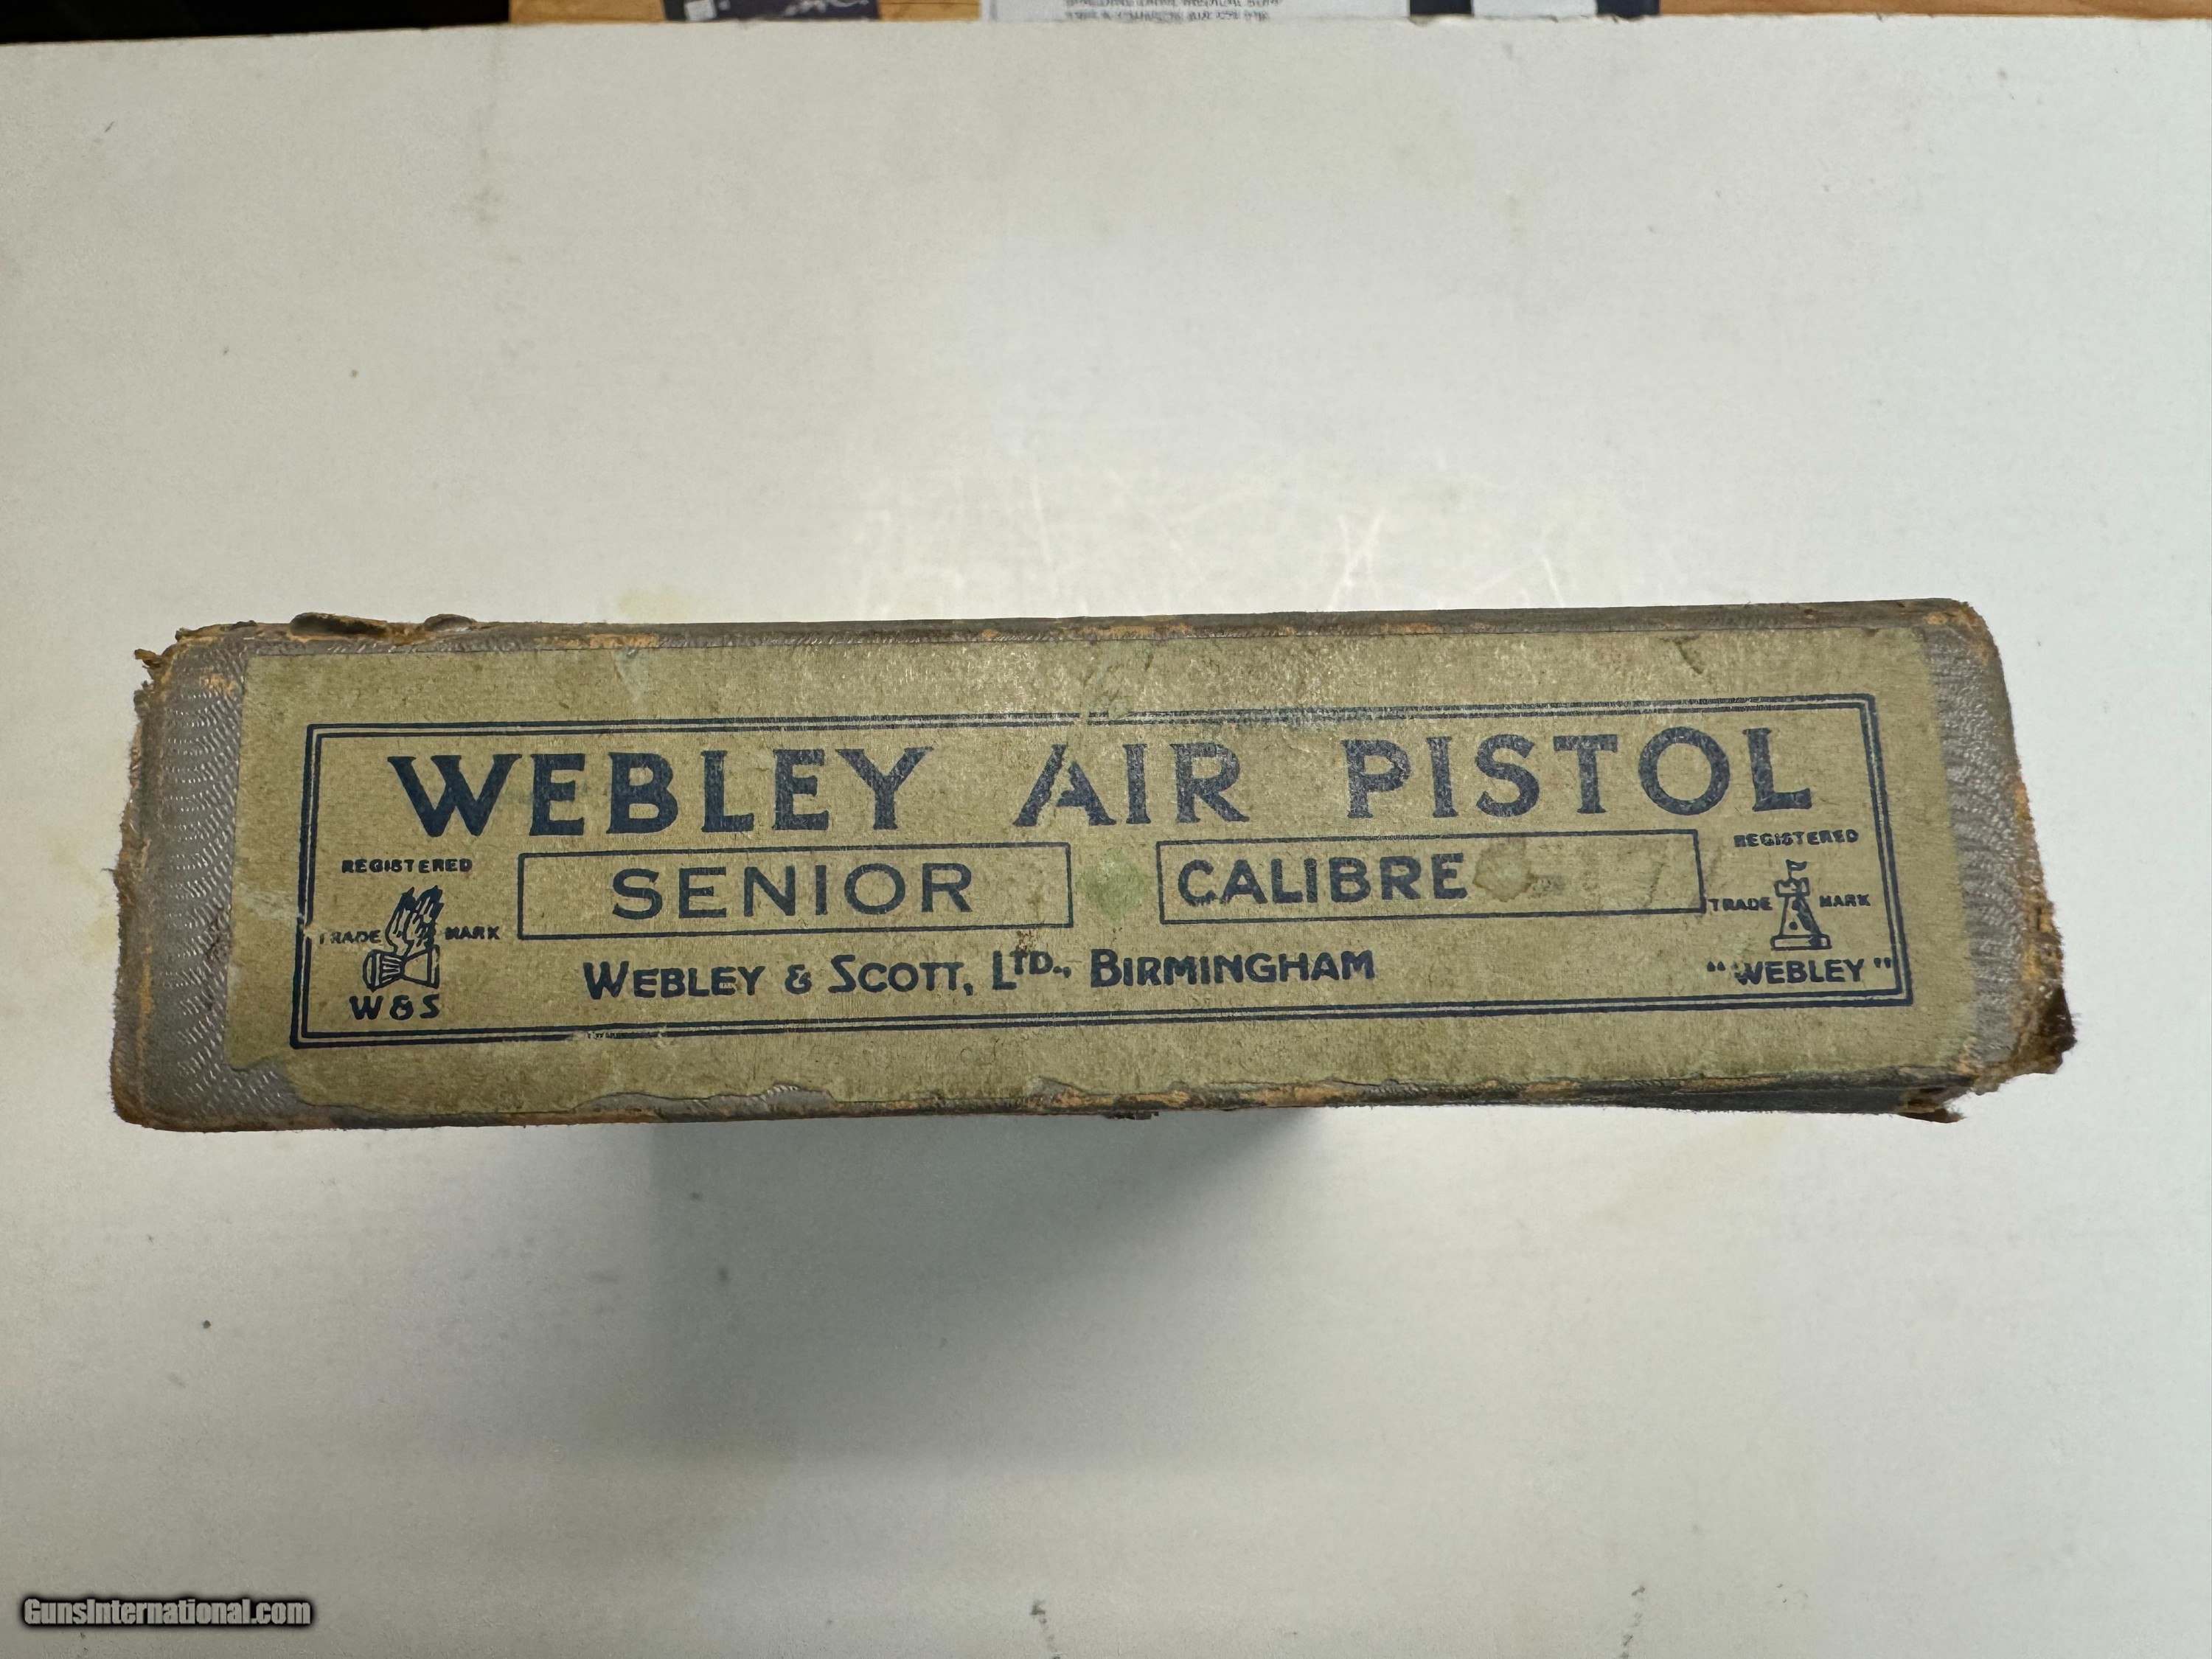 WEBLEY AIR PISTOL
SENIOR
CALIBRE
REGISTERED
TRADE MARK
W & S
WEBLEY & SCOTT, LTD., BIRMINGHAM
REGISTERED
TRADE MARK
"WEBLEY"
GunsInternational.com